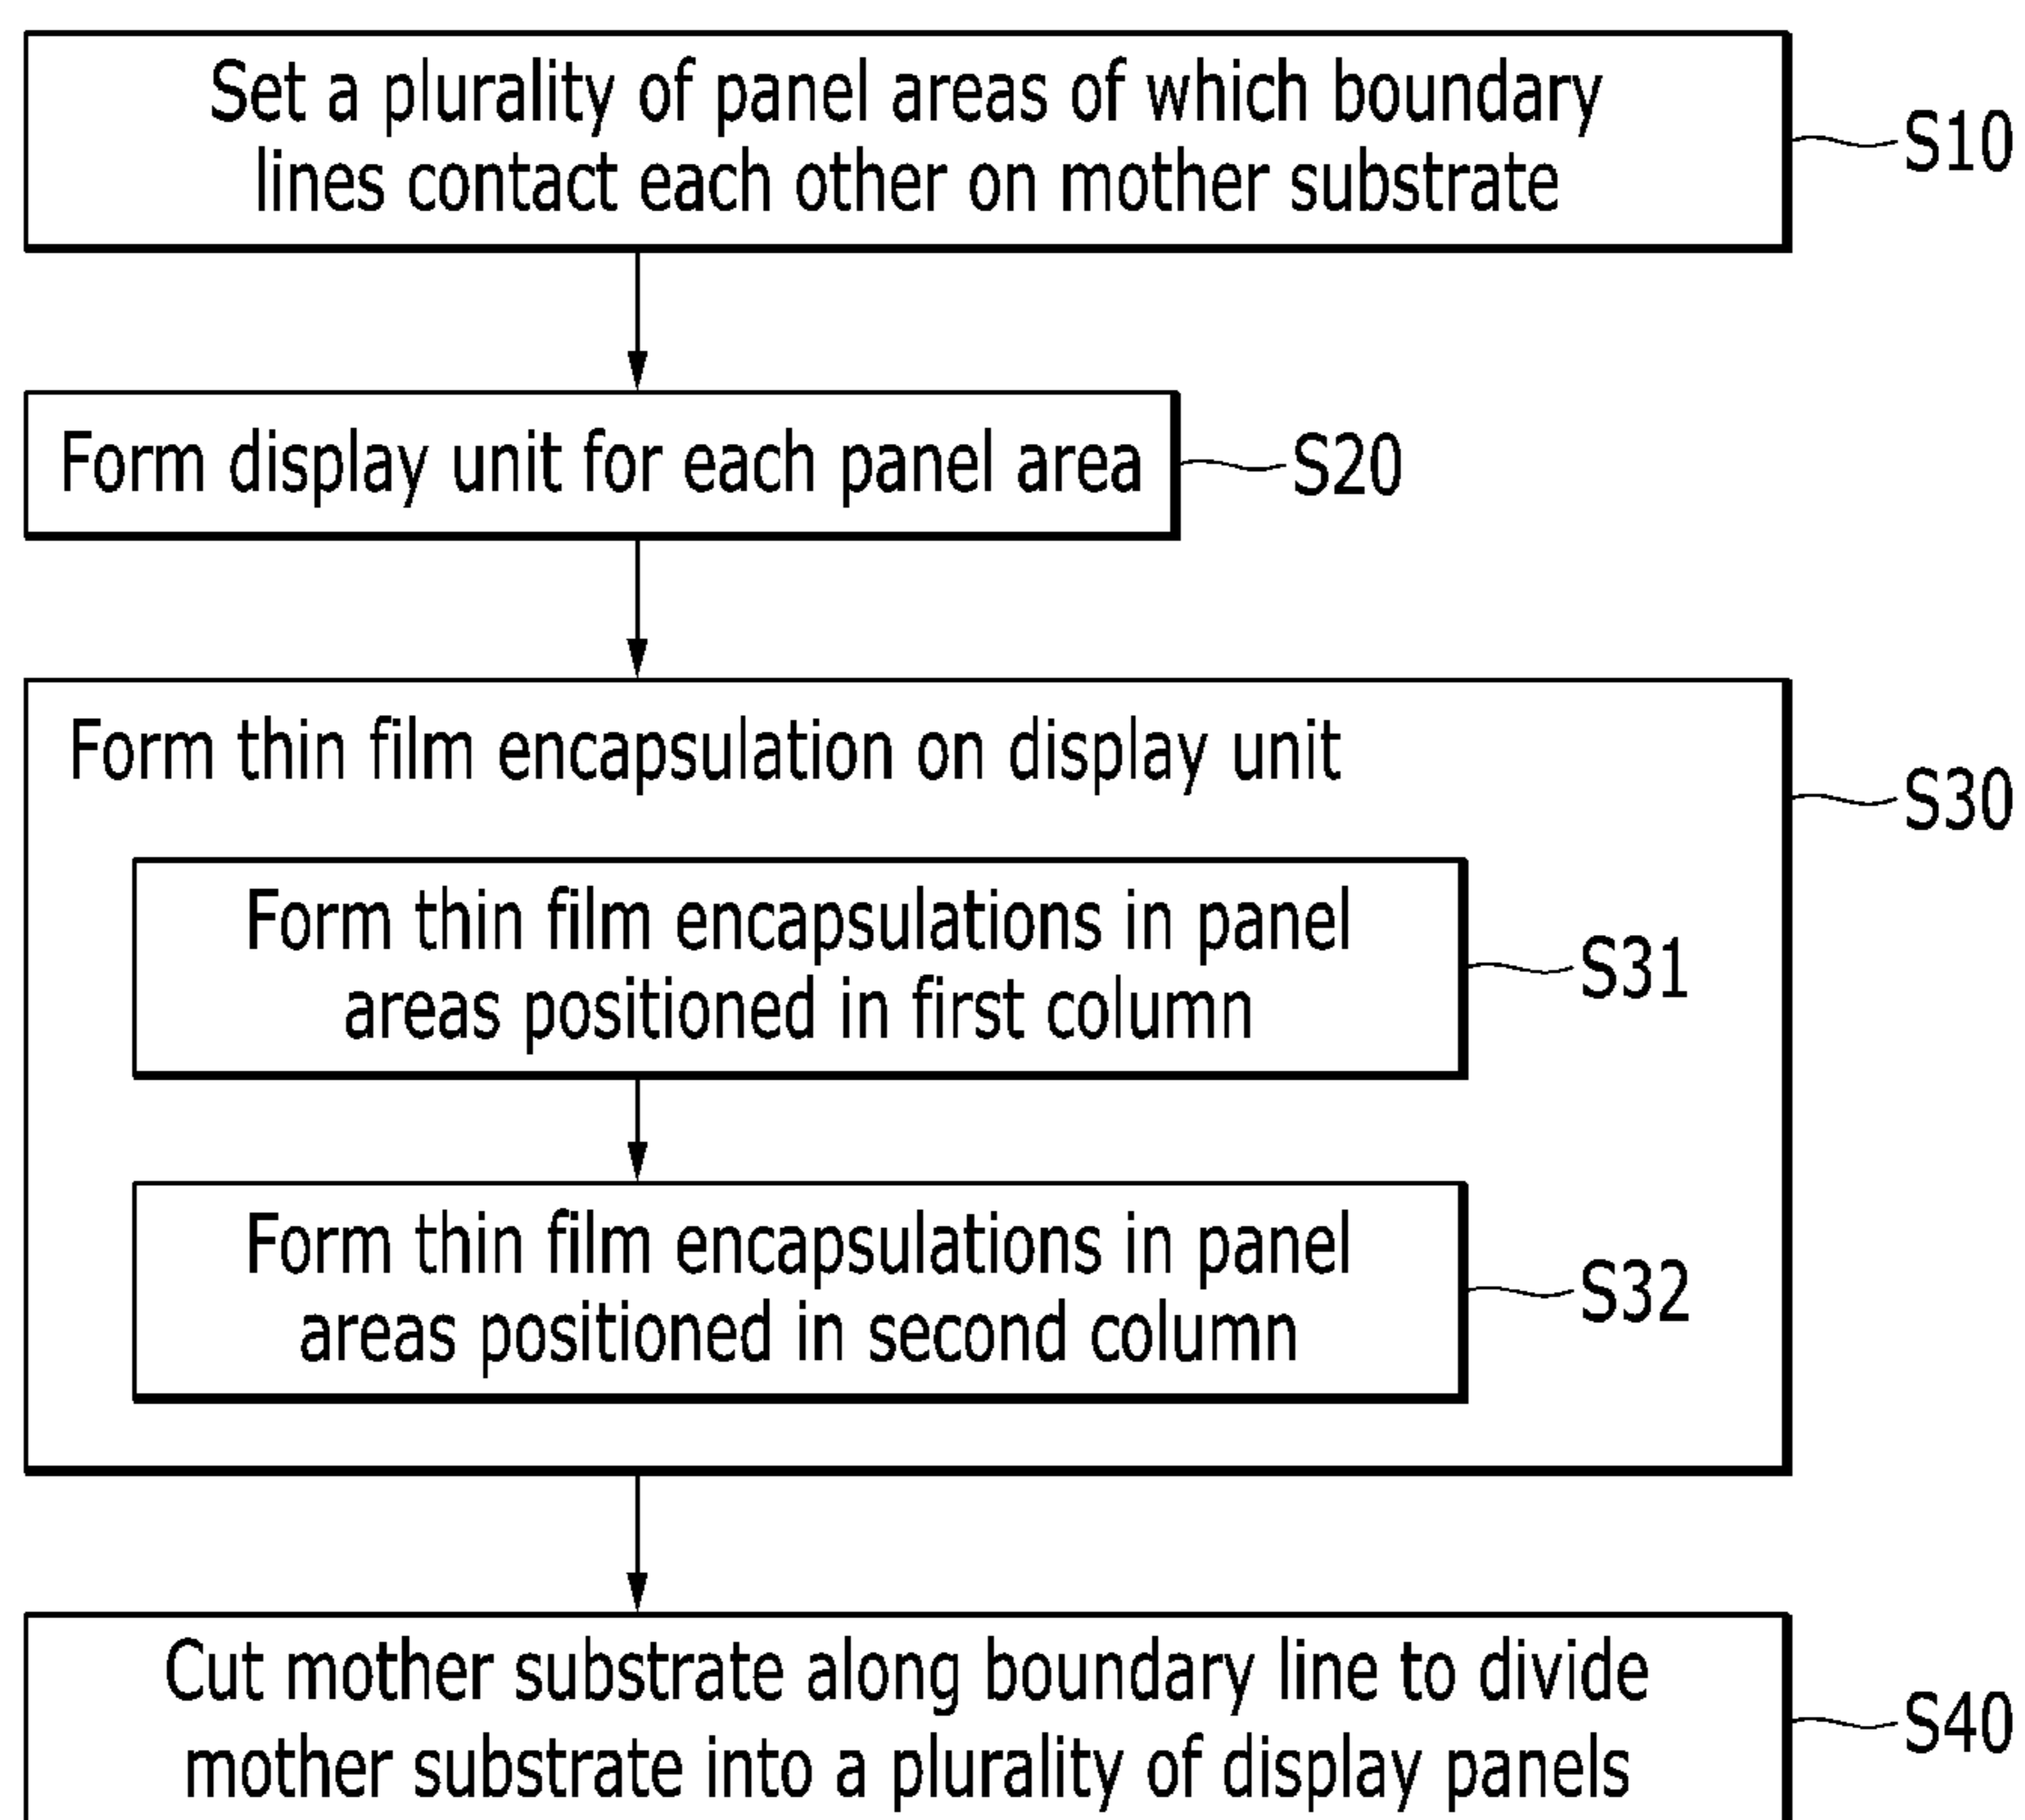 Set a plurality of panel areas of which boundary
lines contact each other on mother substrate
S10
Form display unit for each panel area
S20
Form thin film encapsulation on display unit
S30
Form thin film encapsulations in panel
areas positioned in first column
S31
Form thin film encapsulations in panel
areas positioned in second column
S32
Cut mother substrate along boundary line to divide
mother substrate into a plurality of display panels
S40